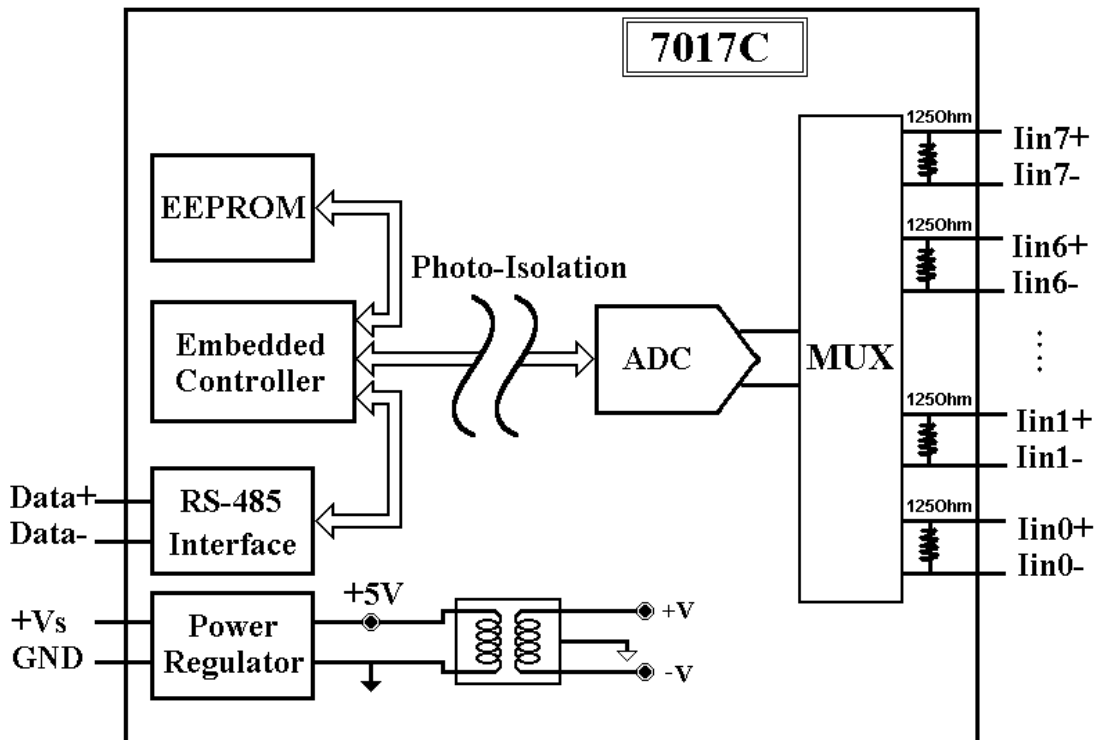 7017C
125Ohm
Iin7+
Iin7-
EEPROM
125Ohm
Iin6+
Iin6-
Photo-Isolation
Embedded
Controller
ADC
MUX
....
125Ohm
Iin1+
Iin1-
Data+
Data-
RS-485
Interface
125Ohm
Iin0+
Iin0-
+Vs
GND
Power
Regulator
+5V
+V
-V